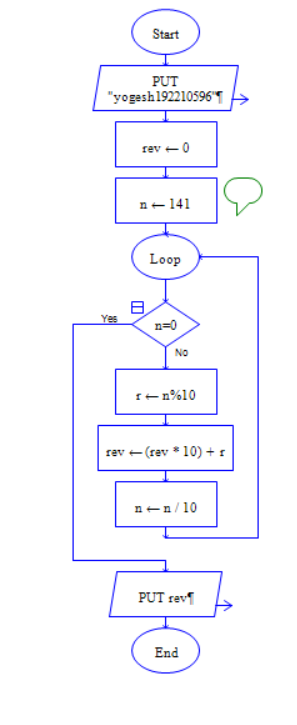 Start
PUT
"yogesh192210596"¶
rev ← 0
n ← 141
Loop
Yes
n=0
No
r ← n%10
rev ← (rev * 10) + r
n ← n / 10
PUT rev¶
End